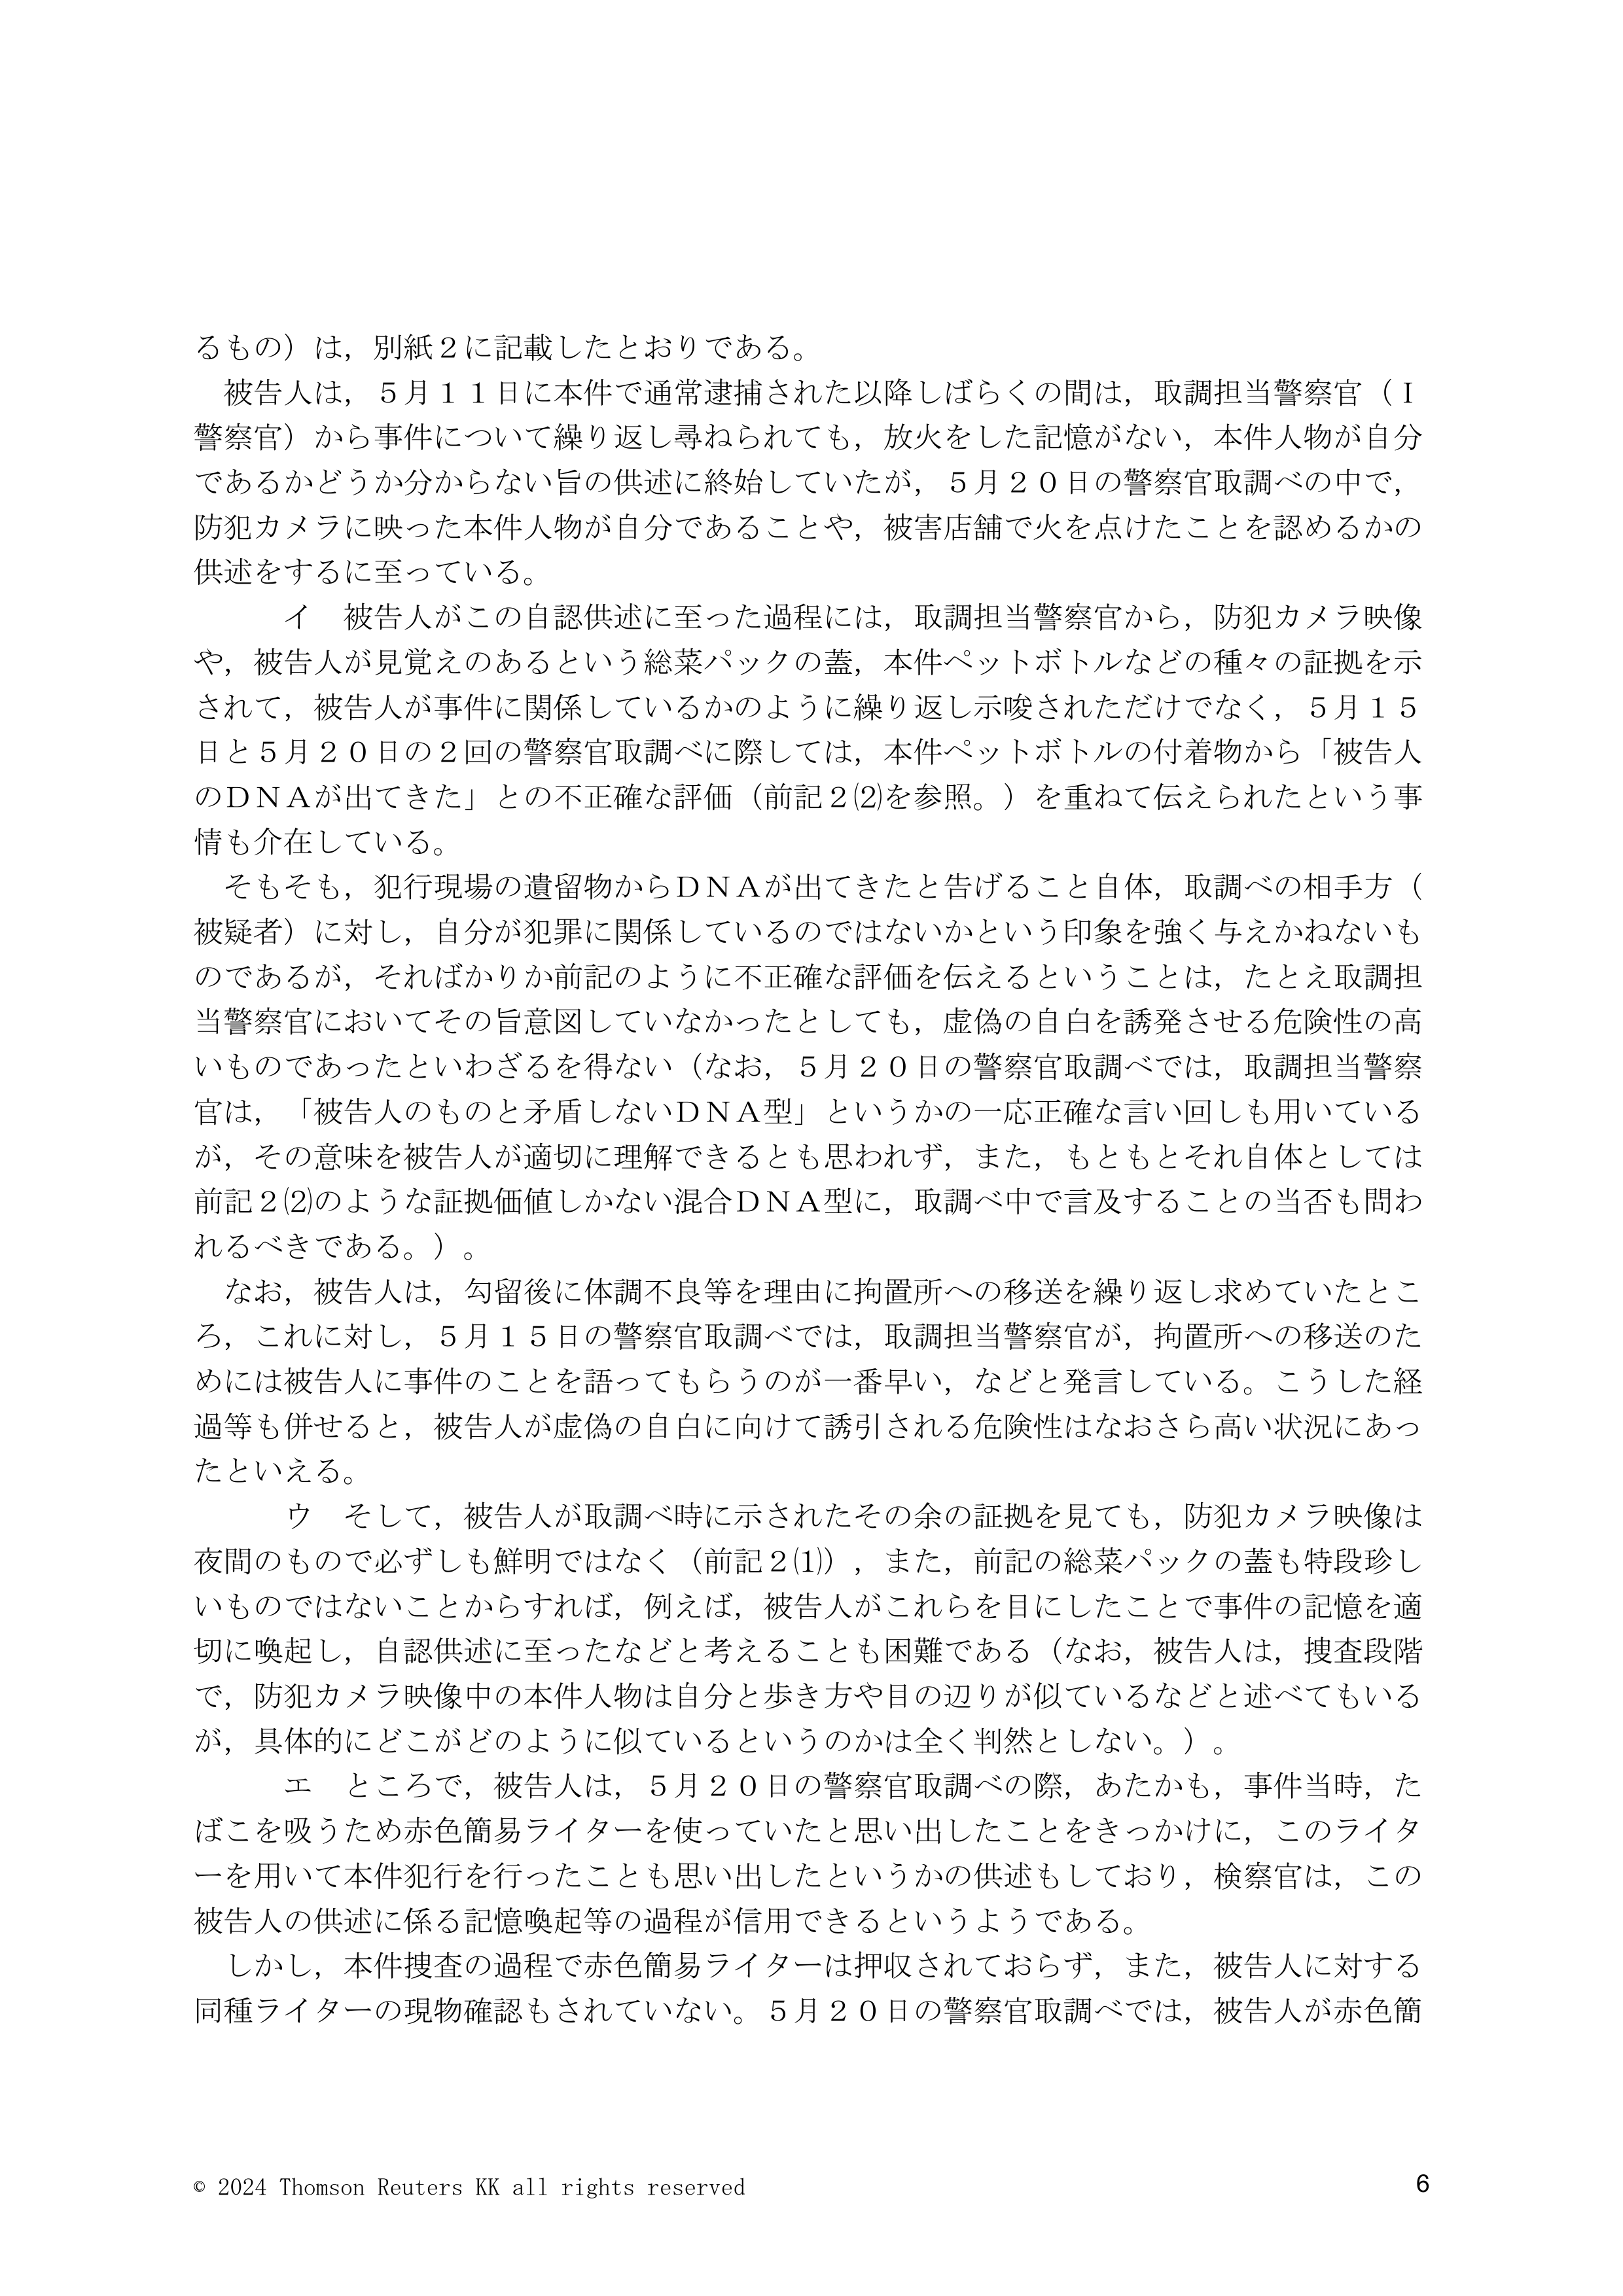 るもの）は，別紙２に記載したとおりである。
　被告人は，５月１１日に本件で通常逮捕された以降しばらくの間は，取調担当警察官（Ｉ
警察官）から事件について繰り返し尋ねられても，放火をした記憶がない，本件人物が自分
であるかどうか分からない旨の供述に終始していたが，５月２０日の警察官取調べの中で，
防犯カメラに映った本件人物が自分であることや，被害店舗で火を点けたことを認めるかの
供述をするに至っている。
　　　イ　被告人がこの自認供述に至った過程には，取調担当警察官から，防犯カメラ映像
や，被告人が見覚えのあるという総菜パックの蓋，本件ペットボトルなどの種々の証拠を示
されて，被告人が事件に関係しているかのように繰り返し示唆されただけでなく，５月１５
日と５月２０日の２回の警察官取調べに際しては，本件ペットボトルの付着物から「被告人
のＤＮＡが出てきた」との不正確な評価（前記２⑵を参照。）を重ねて伝えられたという事
情も介在している。
　そもそも，犯行現場の遺留物からＤＮＡが出てきたと告げること自体，取調べの相手方（
被疑者）に対し，自分が犯罪に関係しているのではないかという印象を強く与えかねないも
のであるが，そればかりか前記のように不正確な評価を伝えるということは，たとえ取調担
当警察官においてその旨意図していなかったとしても，虚偽の自白を誘発させる危険性の高
いものであったといわざるを得ない（なお，５月２０日の警察官取調べでは，取調担当警察
官は，「被告人のものと矛盾しないＤＮＡ型」というかの一応正確な言い回しも用いている
が，その意味を被告人が適切に理解できるとも思われず，また，もともとそれ自体としては
前記２⑵のような証拠価値しかない混合ＤＮＡ型に，取調べ中で言及することの当否も問わ
れるべきである。）。
　なお，被告人は，勾留後に体調不良等を理由に拘置所への移送を繰り返し求めていたとこ
ろ，これに対し，５月１５日の警察官取調べでは，取調担当警察官が，拘置所への移送のた
めには被告人に事件のことを語ってもらうのが一番早い，などと発言している。こうした経
過等も併せると，被告人が虚偽の自白に向けて誘引される危険性はなおさら高い状況にあっ
たといえる。
　　　ウ　そして，被告人が取調べ時に示されたその余の証拠を見ても，防犯カメラ映像は
夜間のもので必ずしも鮮明ではなく（前記２⑴），また，前記の総菜パックの蓋も特段珍し
いものではないことからすれば，例えば，被告人がこれらを目にしたことで事件の記憶を適
切に喚起し，自認供述に至ったなどと考えることも困難である（なお，被告人は，捜査段階
で，防犯カメラ映像中の本件人物は自分と歩き方や目の辺りが似ているなどと述べてもいる
が，具体的にどこがどのように似ているというのかは全く判然としない。）。
　　　エ　ところで，被告人は，５月２０日の警察官取調べの際，あたかも，事件当時，た
ばこを吸うため赤色簡易ライターを使っていたと思い出したことをきっかけに，このライタ
ーを用いて本件犯行を行ったことも思い出したというかの供述もしており，検察官は，この
被告人の供述に係る記憶喚起等の過程が信用できるというようである。
　しかし，本件捜査の過程で赤色簡易ライターは押収されておらず，また，被告人に対する
同種ライターの現物確認もされていない。５月２０日の警察官取調べでは，被告人が赤色簡
© 2024 Thomson Reuters KK all rights reserved
6